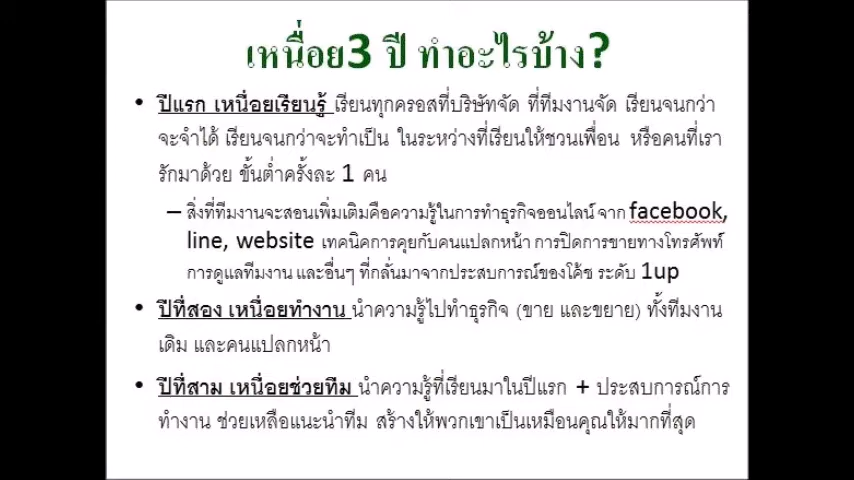 เหนื่อย3 ปี ทำอะไรบ้าง?
• ปีแรก เหนื่อยเรียนรู้ เรียนทุกครอสที่บริษัทจัด ที่ทีมงานจัด เรียนจนกว่า
จะจำได้ เรียนจนกว่าจะทำเป็น ในระหว่างที่เรียนให้ชวนเพื่อน หรือคนที่เรา
รักมาด้วย ขั้นต่ำครั้งละ 1 คน
– สิ่งที่ทีมงานจะสอนเพิ่มเติมคือความรู้ในการทำธุรกิจออนไลน์ จาก facebook,
line, website เทคนิคการคุยกับคนแปลกหน้า การปิดการขายทางโทรศัพท์
การดูแลทีมงาน และอื่นๆ ที่กลั่นมาจากประสบการณ์ของโค้ช ระดับ 1up
• ปีที่สอง เหนื่อยทำงาน นำความรู้ไปทำธุรกิจ (ขาย และขยาย) ทั้งทีมงาน
เดิม และคนแปลกหน้า
• ปีที่สาม เหนื่อยช่วยทีม นำความรู้ที่เรียนมาในปีแรก + ประสบการณ์การ
ทำงาน ช่วยเหลือแนะนำทีม สร้างให้พวกเขาเป็นเหมือนคุณให้มากที่สุด